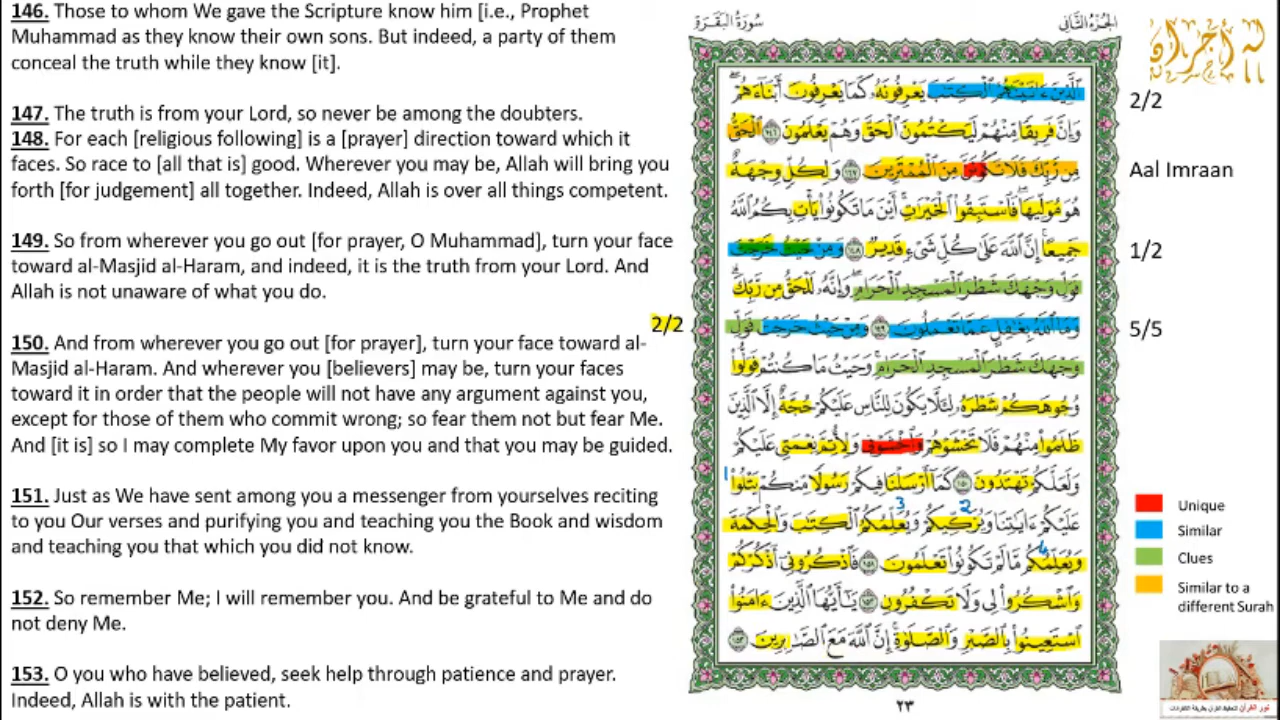 146. Those to whom We gave the Scripture know him [i.e., Prophet
Muhammad as they know their own sons. But indeed, a party of them
conceal the truth while they know [it].
147. The truth is from your Lord, so never be among the doubters.
148. For each [religious following] is a [prayer] direction toward which it
faces. So race to [all that is] good. Wherever you may be, Allah will bring you
forth [for judgement] all together. Indeed, Allah is over all things competent.
149. So from wherever you go out [for prayer, O Muhammad], turn your face
toward al-Masjid al-Haram, and indeed, it is the truth from your Lord. And
Allah is not unaware of what you do.
2/2
150. And from wherever you go out [for prayer], turn your face toward al-
Masjid al-Haram. And wherever you [believers] may be, turn your faces
toward it in order that the people will not have any argument against you,
except for those of them who commit wrong; so fear them not but fear Me.
And [it is] so I may complete My favor upon you and that you may be guided.
151. Just as We have sent among you a messenger from yourselves reciting
to you Our verses and purifying you and teaching you the Book and wisdom
and teaching you that which you did not know.
152. So remember Me; I will remember you. And be grateful to Me and do
not deny Me.
153. O you who have believed, seek help through patience and prayer.
Indeed, Allah is with the patient.
الجزء الثاني
سورة البقرة
الَّذِينَ ءَاتَيْنَٰهُمُ الْكِتَٰبَ يَعْرِفُونَهُۥ كَمَا يَعْرِفُونَ أَبْنَاءَهُمْ
وَإِنَّ فَرِيقًا مِّنْهُمْ لَيَكْتُمُونَ الْحَقَّ وَهُمْ يَعْلَمُونَ ١٤٦ الْحَقُّ
مِن رَّبِّكَ فَلَا تَكُونَنَّ مِنَ الْمُمْتَرِينَ ١٤٧ وَلِكُلٍّ وِجْهَةٌ
هُوَ مُوَلِّيهَا فَاسْتَبِقُوا الْخَيْرَٰتِ أَيْنَ مَا تَكُونُوا يَأْتِ بِكُمُ اللَّهُ
جَمِيعًا إِنَّ اللَّهَ عَلَىٰ كُلِّ شَىْءٍ قَدِيرٌ ١٤٨ وَمِنْ حَيْثُ خَرَجْتَ
فَوَلِّ وَجْهَكَ شَطْرَ الْمَسْجِدِ الْحَرَامِ وَإِنَّهُۥ لَلْحَقُّ مِن رَّبِّكَ
وَمَا اللَّهُ بِغَٰفِلٍ عَمَّا تَعْمَلُونَ ١٤٩ وَمِنْ حَيْثُ خَرَجْتَ فَوَلِّ
وَجْهَكَ شَطْرَ الْمَسْجِدِ الْحَرَامِ وَحَيْثُ مَا كُنتُمْ فَوَلُّوا
وُجُوهَكُمْ شَطْرَهُۥ لِئَلَّا يَكُونَ لِلنَّاسِ عَلَيْكُمْ حُجَّةٌ إِلَّا الَّذِينَ
ظَلَمُوا مِنْهُمْ فَلَا تَخْشَوْهُمْ وَاخْشَوْنِى وَلِأُتِمَّ نِعْمَتِى عَلَيْكُمْ
وَلَعَلَّكُمْ تَهْتَدُونَ ١٥٠ كَمَا أَرْسَلْنَا فِيكُمْ رَسُولًا مِّنكُمْ يَتْلُوا 1
عَلَيْكُمْ ءَايَٰتِنَا وَيُزَكِّيكُمْ 2 وَيُعَلِّمُكُمُ 3 الْكِتَٰبَ وَالْحِكْمَةَ
وَيُعَلِّمُكُم 4 مَّا لَمْ تَكُونُوا تَعْلَمُونَ ١٥١ فَاذْكُرُونِى أَذْكُرْكُمْ
وَاشْكُرُوا لِى وَلَا تَكْفُرُونِ ١٥٢ يَٰأَيُّهَا الَّذِينَ ءَامَنُوا
اسْتَعِينُوا بِالصَّبْرِ وَالصَّلَوٰةِ إِنَّ اللَّهَ مَعَ الصَّٰبِرِينَ ١٥٣
٢٣
2/2
Aal Imraan
1/2
5/5
Unique
Similar
Clues
Similar to a
different Surah